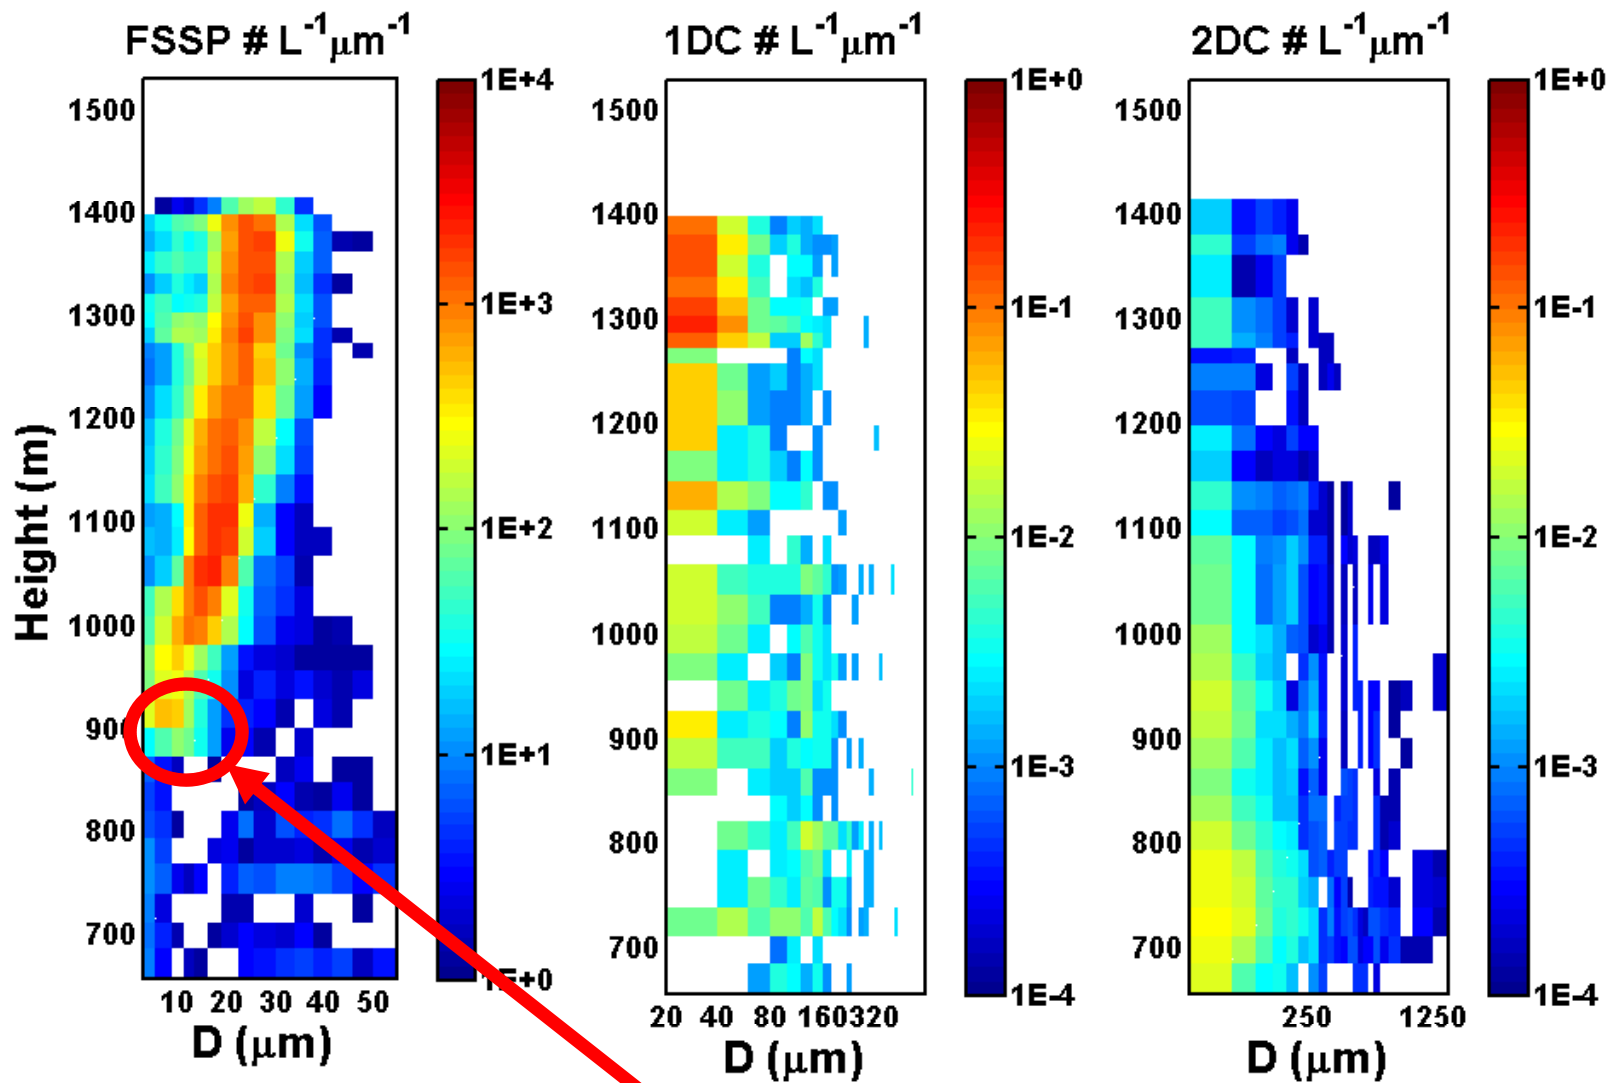 FSSP # L-1μm-1
1DC # L-1μm-1
2DC # L-1μm-1
Height (m)
1500
1400
1300
1200
1100
1000
900
800
700
10 20 30 40 50
D (μm)
1E+4
1E+3
1E+2
1E+1
1E+0
1500
1400
1300
1200
1100
1000
900
800
700
20 40 80 160 320
D (μm)
1E+0
1E-1
1E-2
1E-3
1E-4
1500
1400
1300
1200
1100
1000
900
800
700
250 1250
D (μm)
1E+0
1E-1
1E-2
1E-3
1E-4